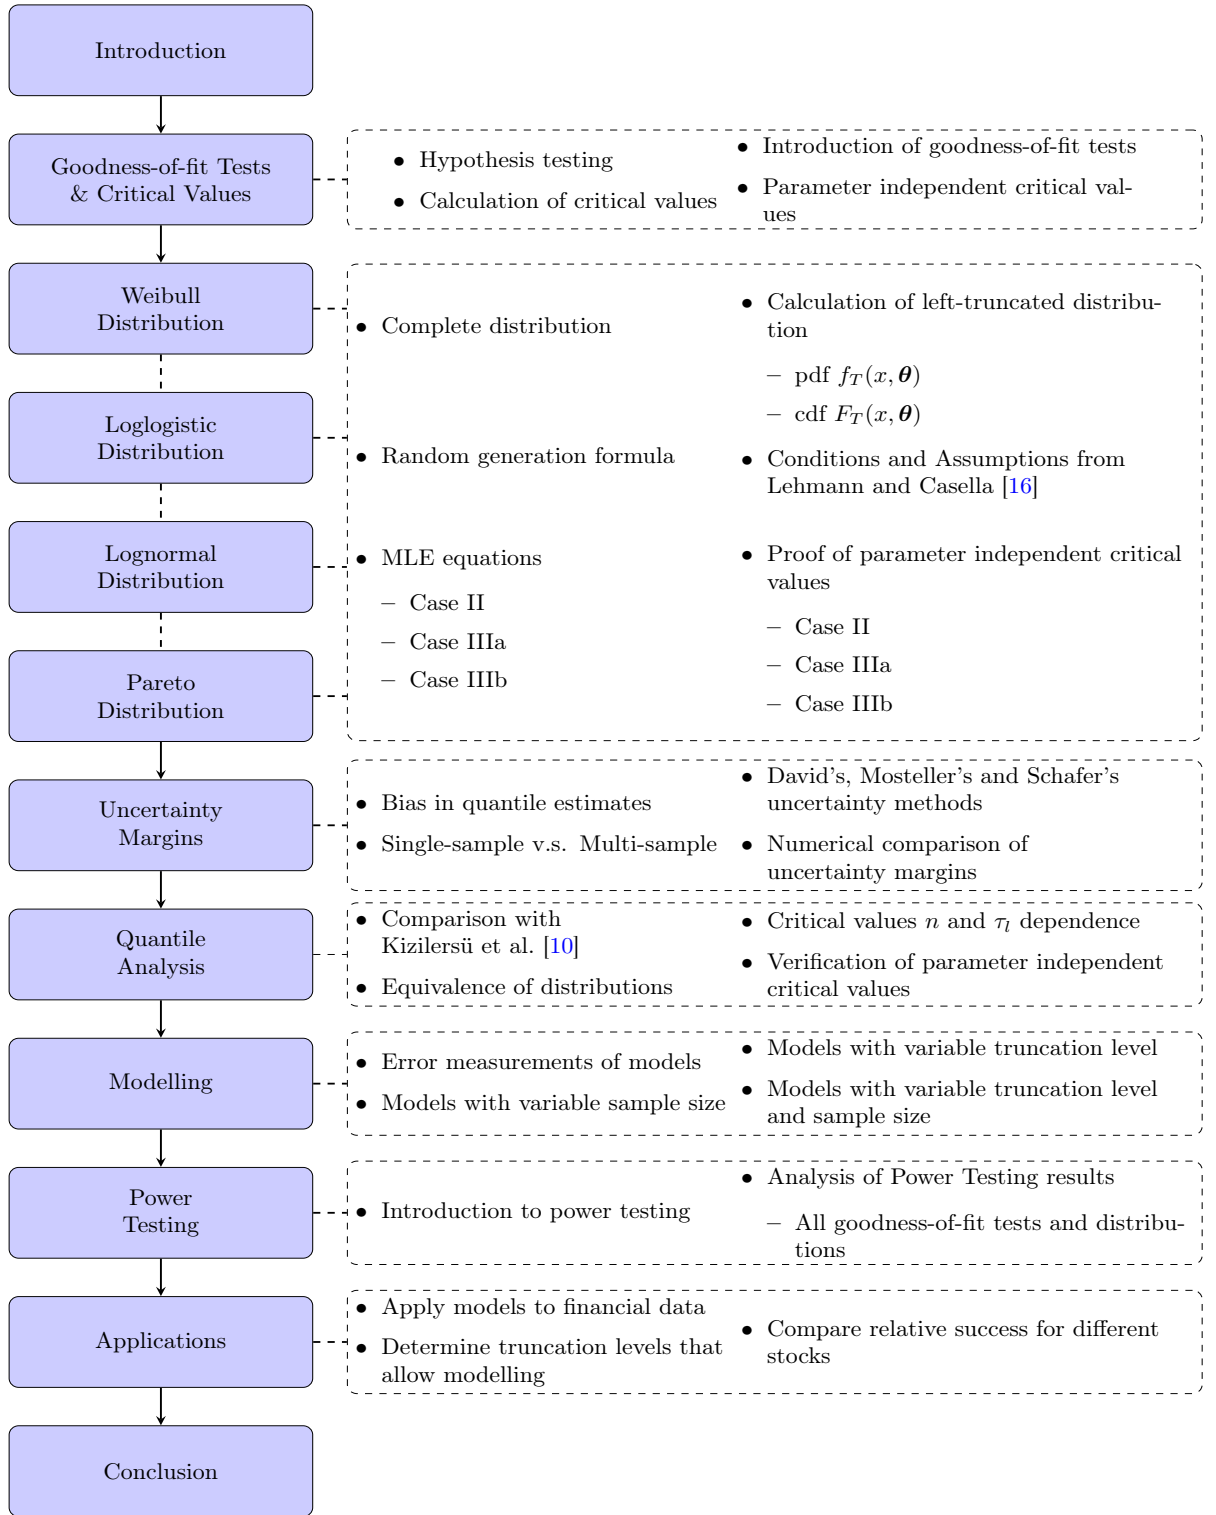 Introduction
Goodness-of-fit Tests
& Critical Values
• Hypothesis testing
• Calculation of critical values
• Introduction of goodness-of-fit tests
• Parameter independent critical val-
ues
Weibull
Distribution
Loglogistic
Distribution
Lognormal
Distribution
Pareto
Distribution
• Complete distribution
• Random generation formula
• MLE equations
– Case II
– Case IIIa
– Case IIIb
• Calculation of left-truncated distribu-
tion
– pdf $f_T(x, \boldsymbol{\theta})$
– cdf $F_T(x, \boldsymbol{\theta})$
• Conditions and Assumptions from
Lehmann and Casella [16]
• Proof of parameter independent critical
values
– Case II
– Case IIIa
– Case IIIb
Uncertainty
Margins
• Bias in quantile estimates
• Single-sample v.s. Multi-sample
• David's, Mosteller's and Schafer's
uncertainty methods
• Numerical comparison of
uncertainty margins
Quantile
Analysis
• Comparison with
Kizilersü et al. [10]
• Equivalence of distributions
• Critical values $n$ and $\tau_l$ dependence
• Verification of parameter independent
critical values
Modelling
• Error measurements of models
• Models with variable sample size
• Models with variable truncation level
• Models with variable truncation level
and sample size
Power
Testing
• Introduction to power testing
• Analysis of Power Testing results
– All goodness-of-fit tests and distribu-
tions
Applications
• Apply models to financial data
• Determine truncation levels that
allow modelling
• Compare relative success for different
stocks
Conclusion